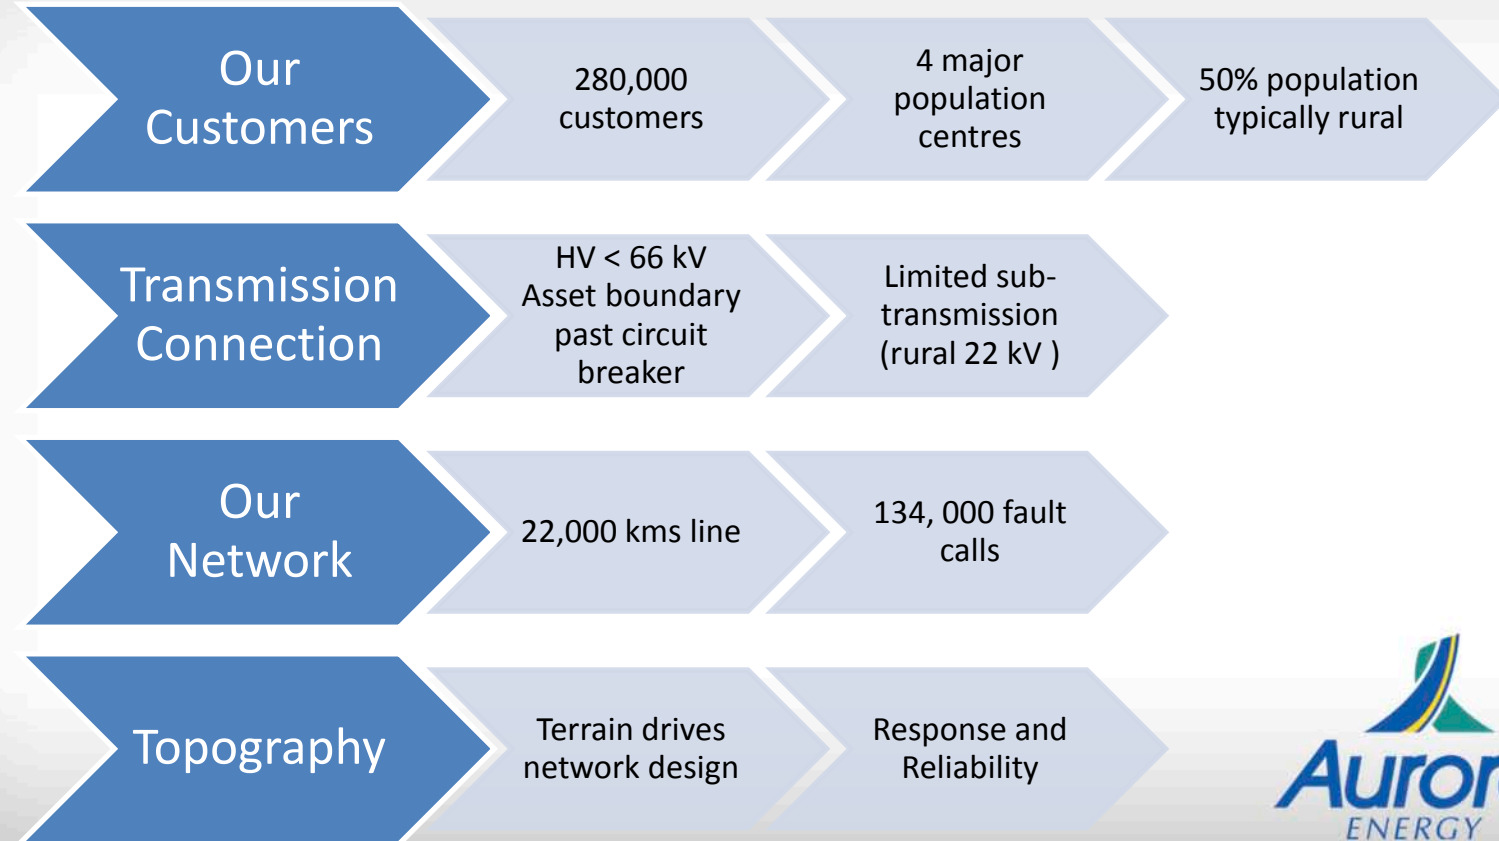 Our
Customers
280,000
customers
4 major
population
centres
50% population
typically rural
Transmission
Connection
HV < 66 kV
Asset boundary
past circuit
breaker
Limited sub-
transmission
(rural 22 kV )
Our
Network
22,000 kms line
134, 000 fault
calls
Topography
Terrain drives
network design
Response and
Reliability
Auror
ENERGY